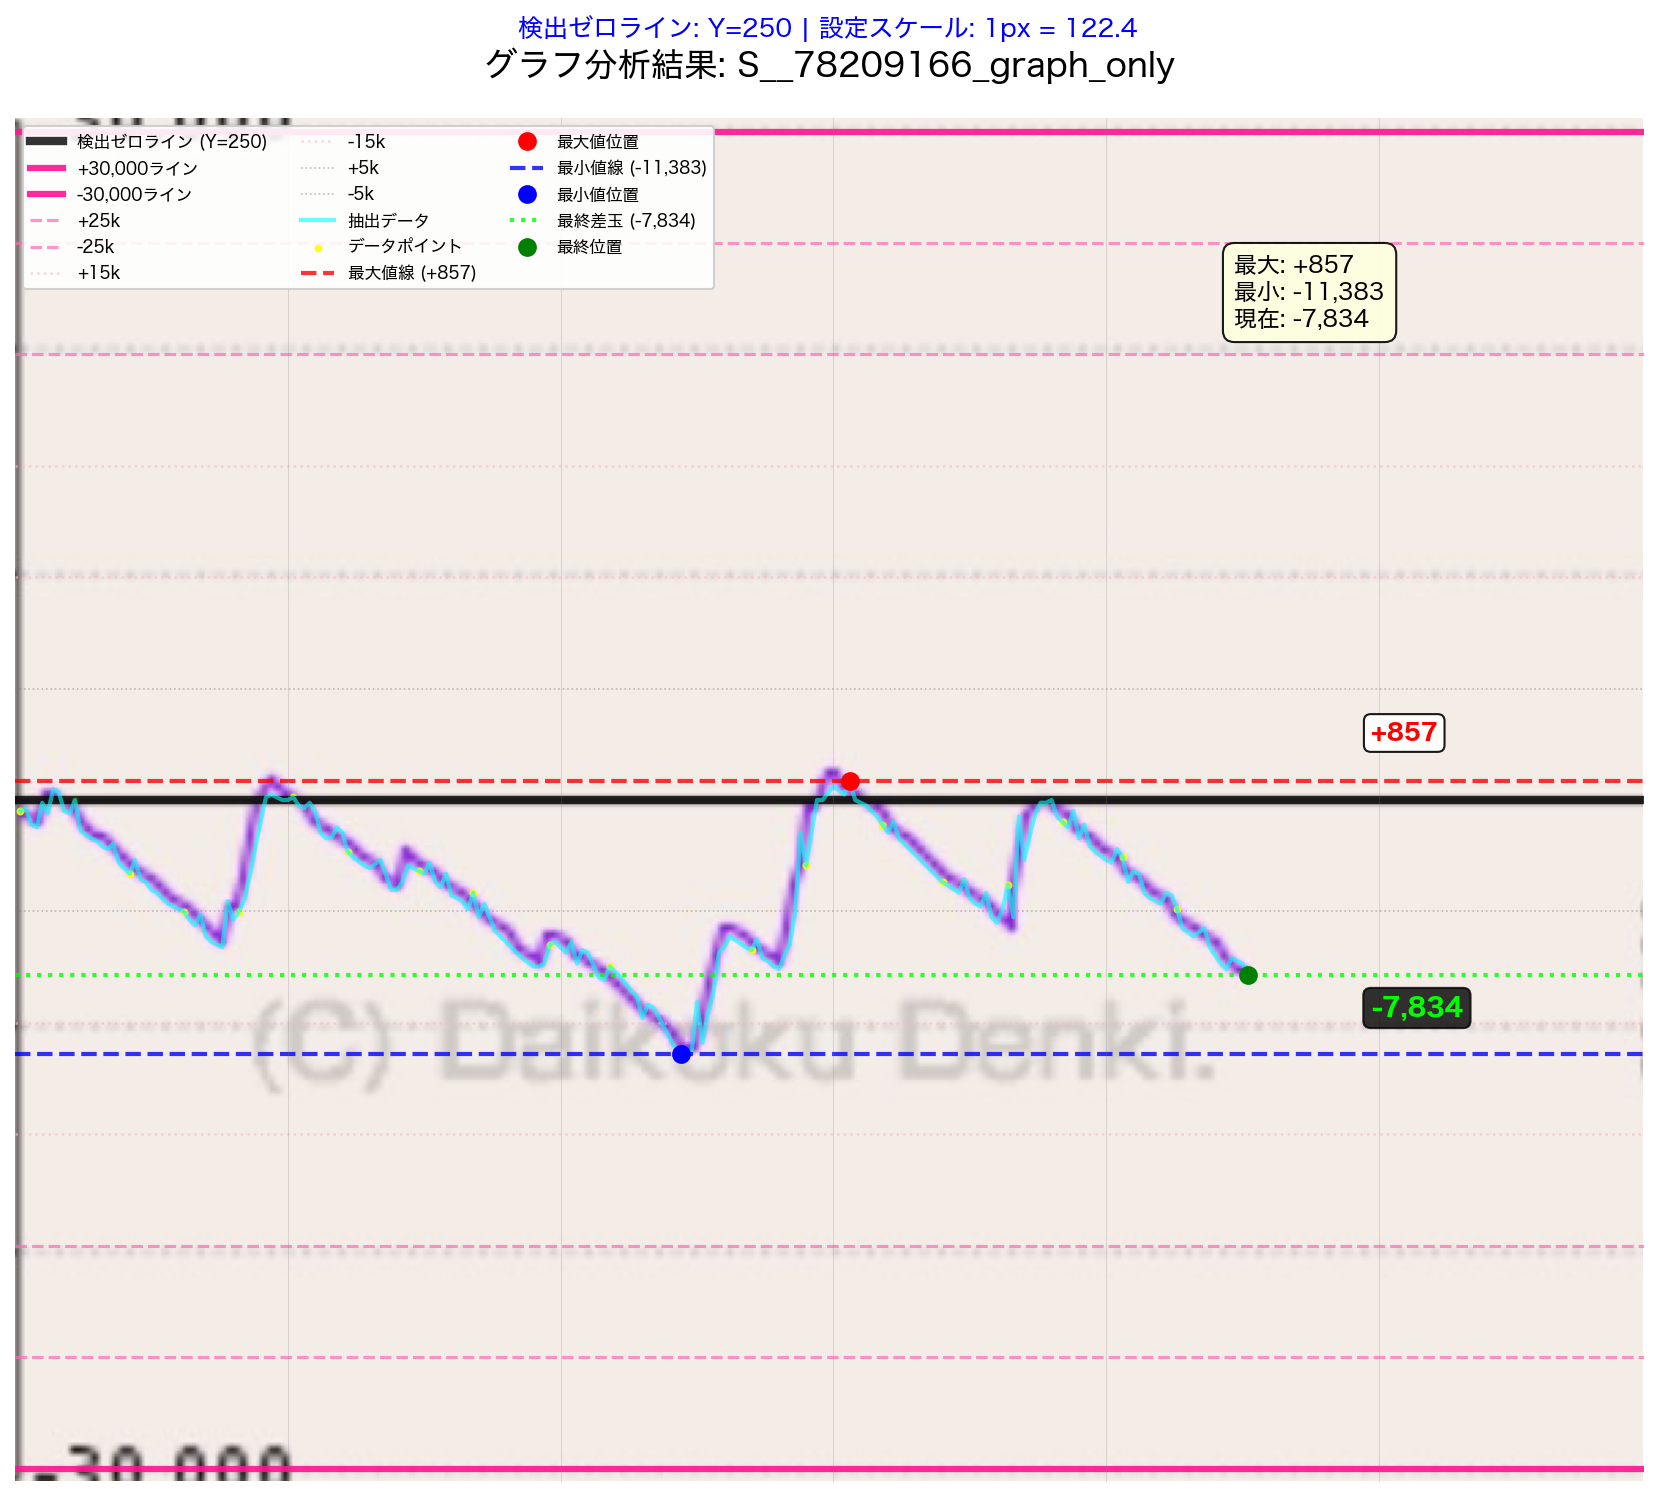 検出ゼロライン: Y=250 | 設定スケール: 1px = 122.4
グラフ分析結果: S__78209166_graph_only
検出ゼロライン (Y=250)
+30,000ライン
-30,000ライン
+25k
-25k
+15k
-15k
+5k
-5k
抽出データ
データポイント
最大値線 (+857)
最大値位置
最小値線 (-11,383)
最小値位置
最終差玉 (-7,834)
最終位置
最大: +857
最小: -11,383
現在: -7,834
+857
-7,834
(C) Daikoku Denki.
-30,000